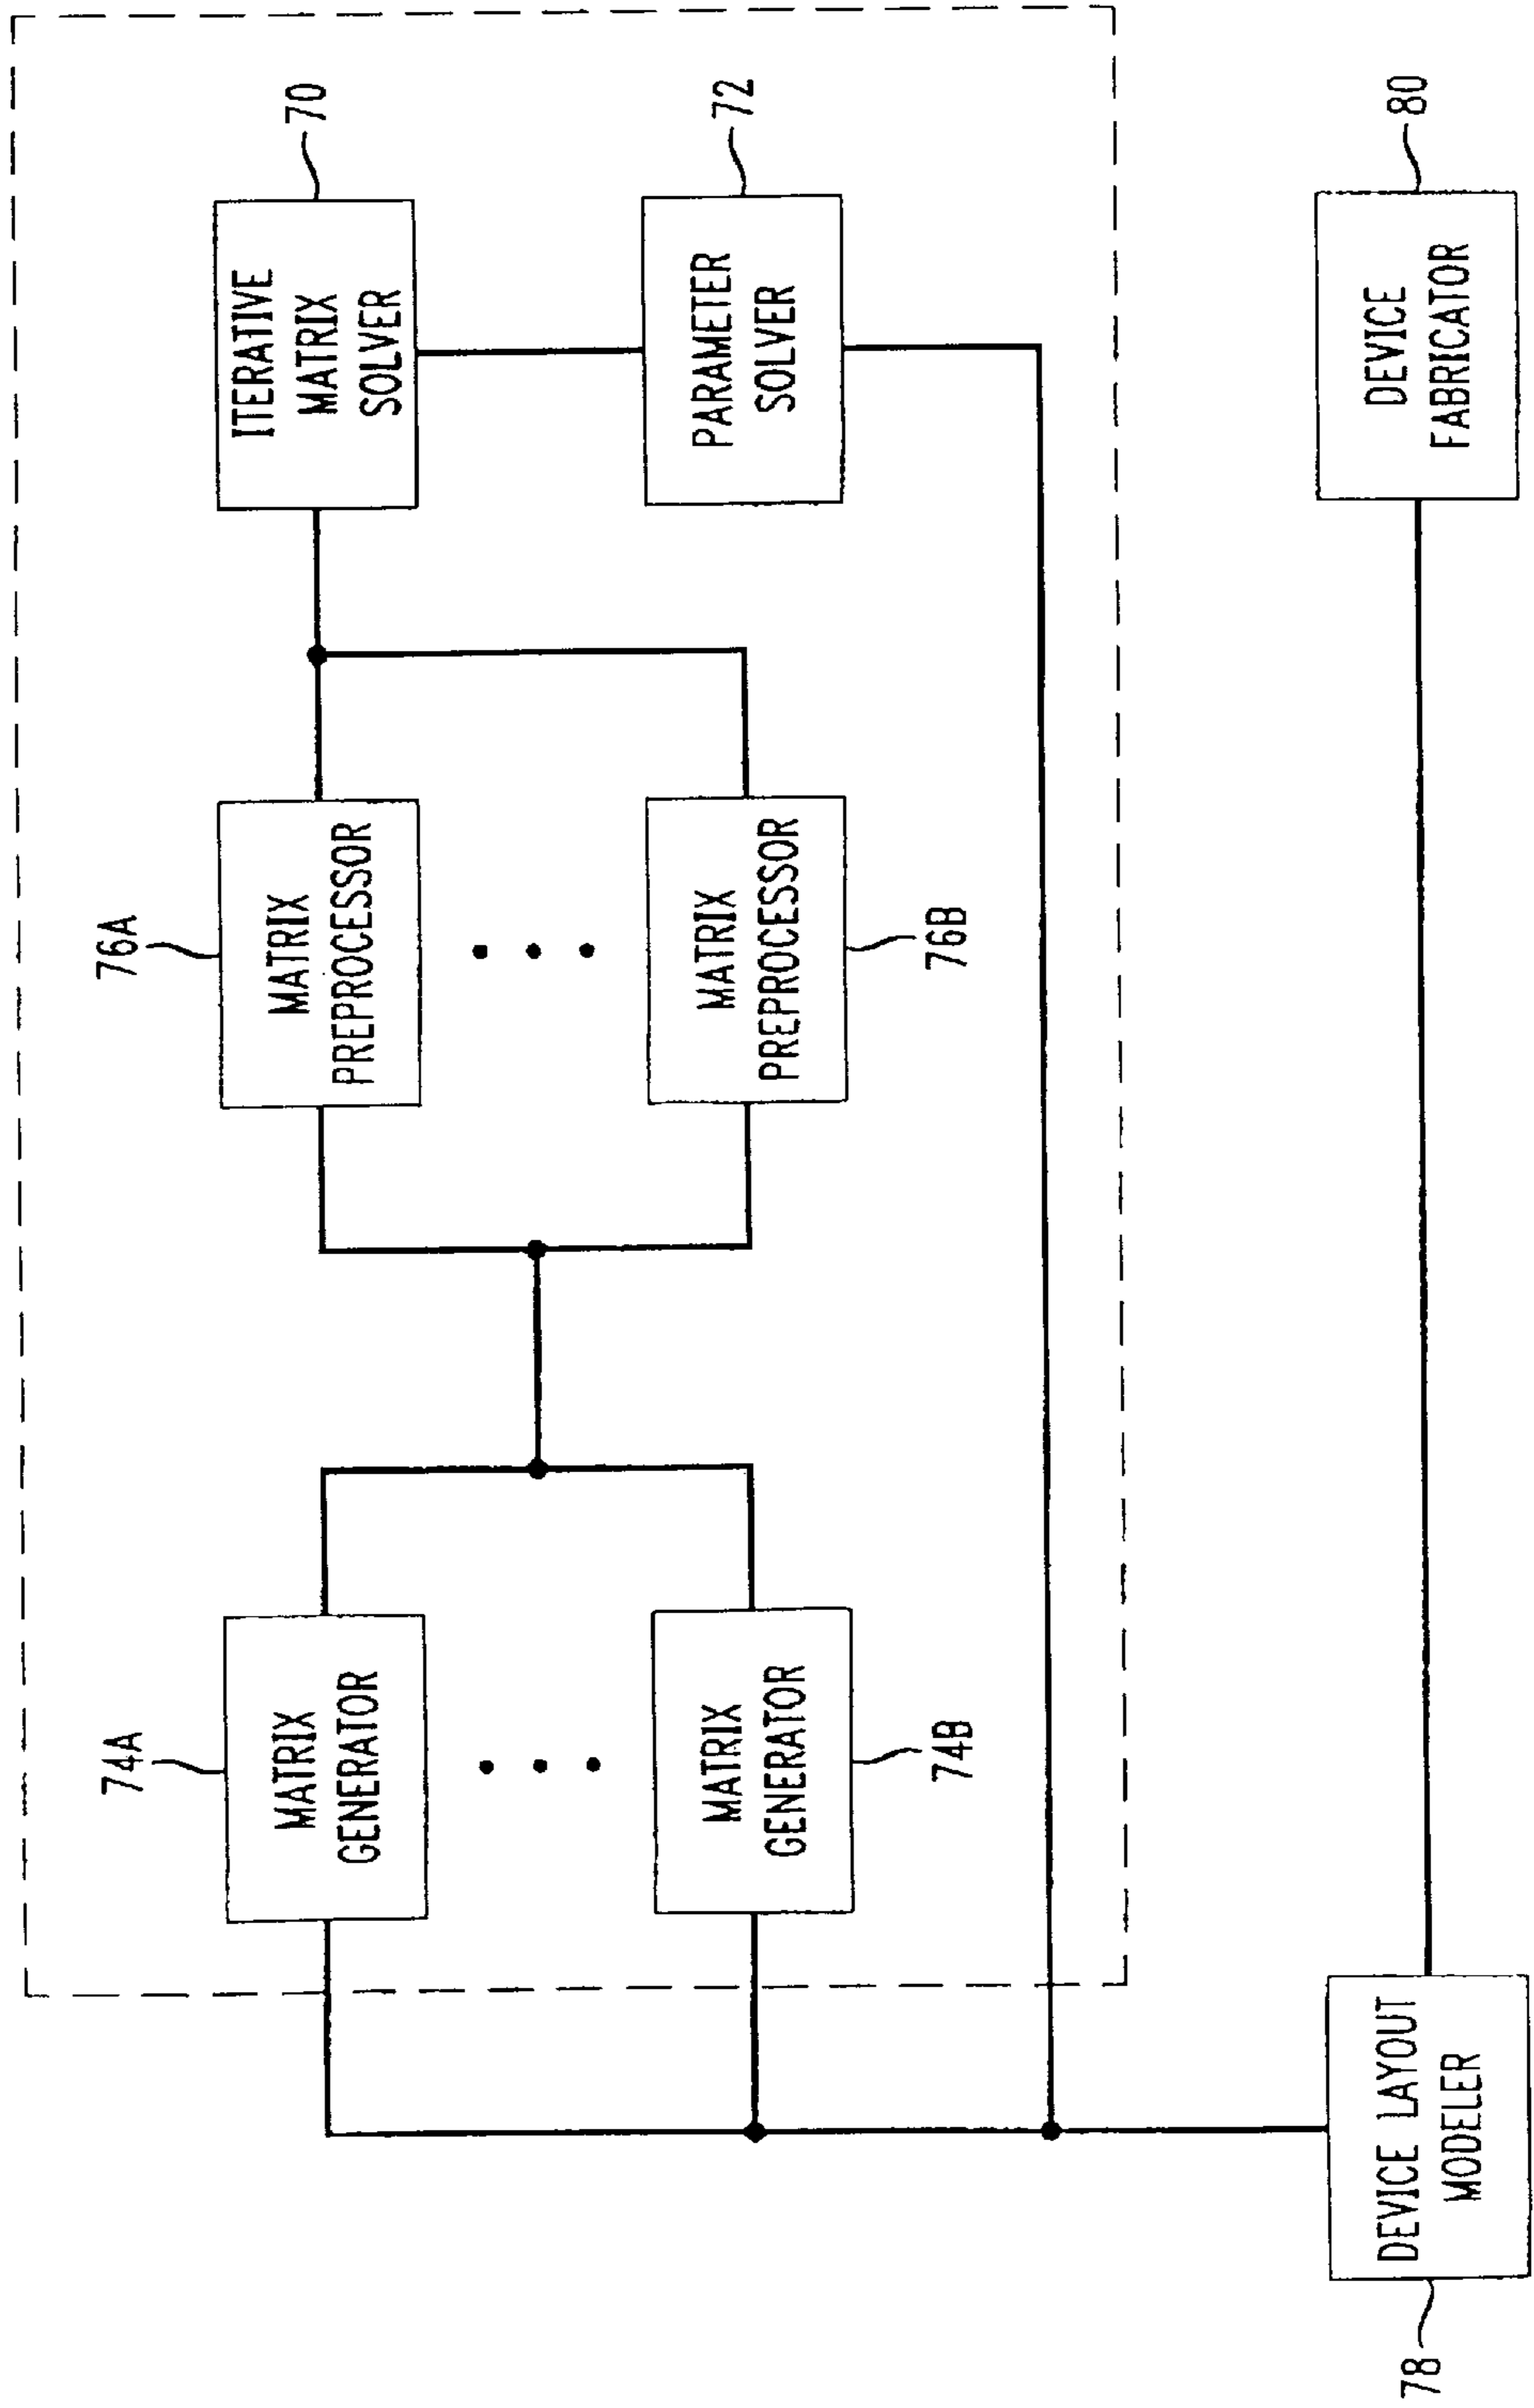 74A
MATRIX
GENERATOR
74B
MATRIX
GENERATOR
76A
MATRIX
PREPROCESSOR
76B
MATRIX
PREPROCESSOR
70
ITERATIVE
MATRIX
SOLVER
72
PARAMETER
SOLVER
78
DEVICE LAYOUT
MODELER
80
DEVICE
FABRICATOR